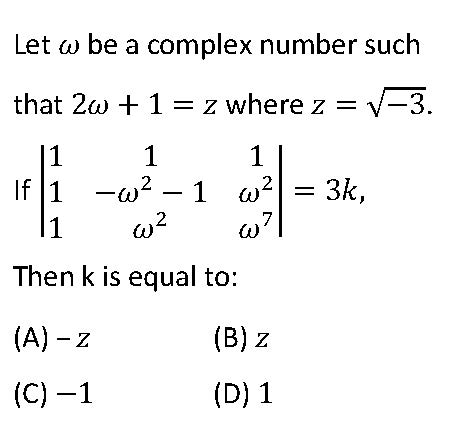 Let ω be a complex number such
that 2ω + 1 = z where z = √−3.
If |1 1 1|
|1 −ω² − 1 ω²| = 3k,
|1 ω² ω⁷|
Then k is equal to:
(A) – z (B) z
(C) −1 (D) 1